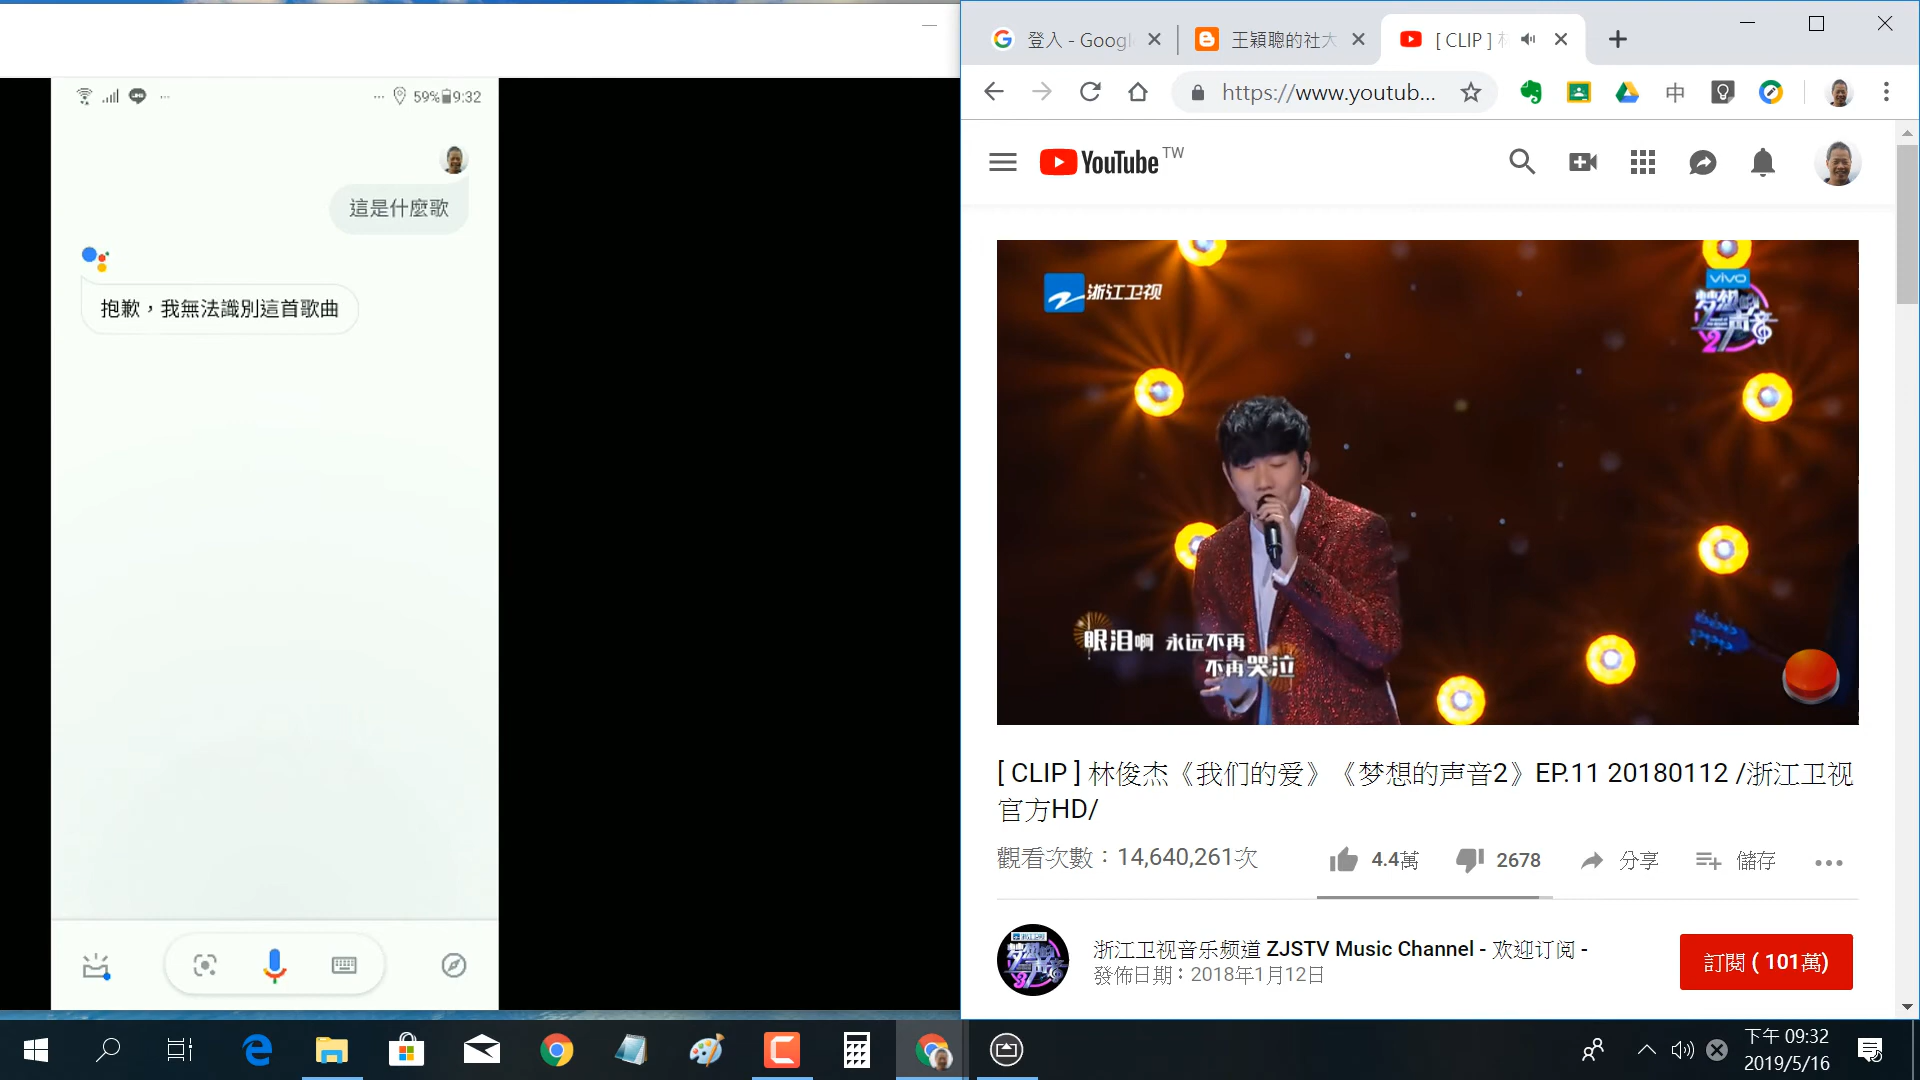 59% 9:32
這是什麼歌
抱歉，我無法識別這首歌曲
登入 - Googl
王穎聰的社大
[ CLIP ]
https://www.youtub...
中
YouTube TW
浙江卫视
vivo
梦想的
声音
2
眼泪啊 永远不再
不再哭泣
[ CLIP ] 林俊杰《我们的爱》《梦想的声音2》EP.11 20180112 /浙江卫视
官方HD/
觀看次數：14,640,261次
4.4萬
2678
分享
儲存
浙江卫视音乐频道 ZJSTV Music Channel - 欢迎订阅 -
發佈日期：2018年1月12日
訂閱 ( 101萬)
下午 09:32
2019/5/16